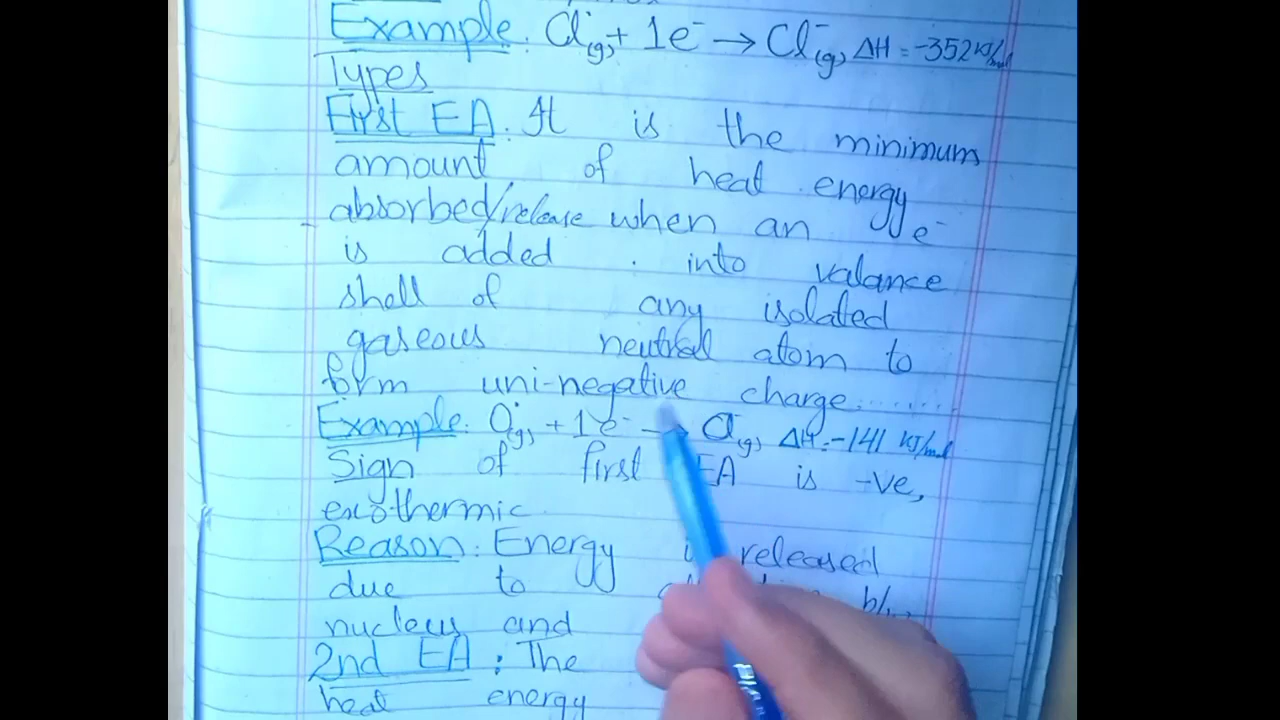 Example: Cl(g) + 1e⁻ → Cl⁻(g) ΔH = -352 kJ/mol
Types
First EA. It is the minimum
amount of heat energy
absorbed/release when an e⁻
is added into valance
shell of any isolated
gaseous neutral atom to
form uni-negative charge.......
Example: O(g) + 1e⁻ → O⁻(g) ΔH = -141 kJ/mol
Sign of first EA is -ve,
exothermic
Reason: Energy is released
due to b/w
nucleus and
2nd EA : The
heat energy